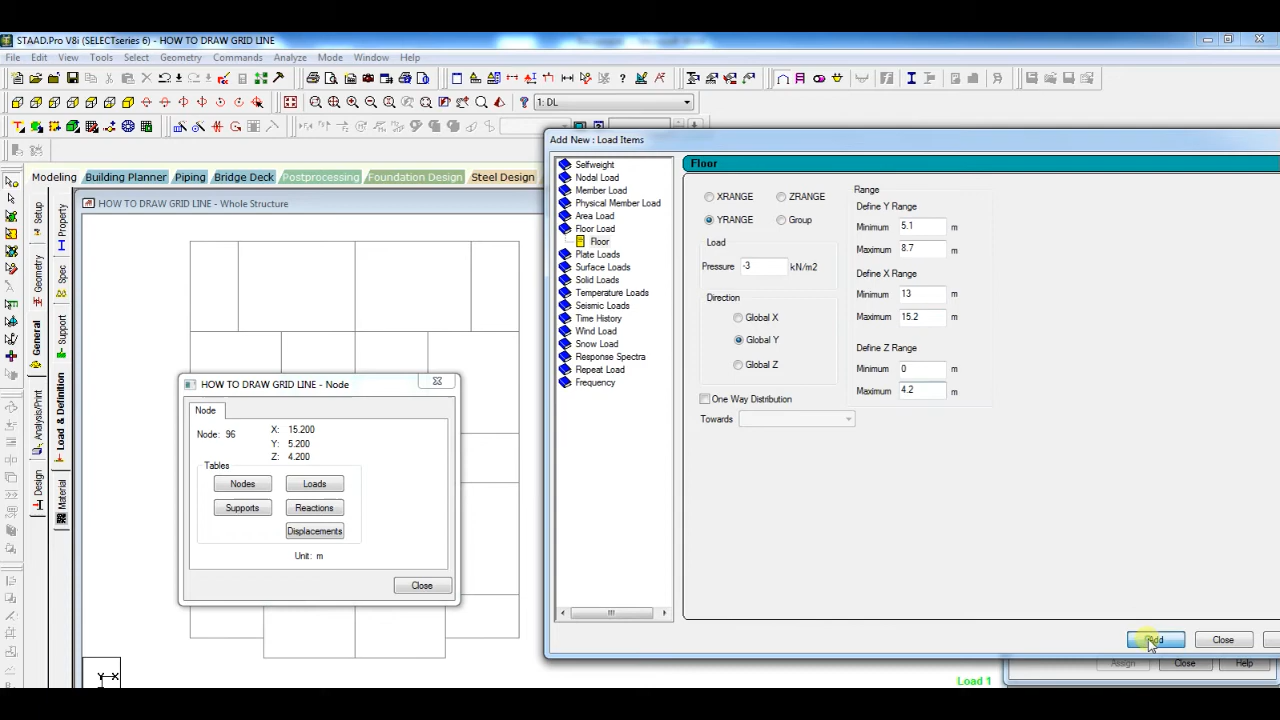 STAAD.Pro V8i (SELECTseries 6) - HOW TO DRAW GRID LINE
File Edit View Tools Select Geometry Commands Analyze Mode Window Help
1: DL
Modeling Building Planner Piping Bridge Deck Postprocessing Foundation Design Steel Design
HOW TO DRAW GRID LINE - Whole Structure
Setup
Geometry
General
Analysis/Print
Design
Property
Spec
Support
Load & Definition
Material
HOW TO DRAW GRID LINE - Node
Node
Node: 96
X: 15.200
Y: 5.200
Z: 4.200
Tables
Nodes Loads
Supports Reactions
Displacements
Unit: m
Close
Add New : Load Items
Selfweight
Nodal Load
Member Load
Physical Member Load
Area Load
Floor Load
Floor
Plate Loads
Surface Loads
Solid Loads
Temperature Loads
Seismic Loads
Time History
Wind Load
Snow Load
Response Spectra
Repeat Load
Frequency
Floor
XRANGE ZRANGE
YRANGE Group
Load
Pressure -3 kN/m2
Direction
Global X
Global Y
Global Z
One Way Distribution
Towards
Range
Define Y Range
Minimum 5.1 m
Maximum 8.7 m
Define X Range
Minimum 13 m
Maximum 15.2 m
Define Z Range
Minimum 0 m
Maximum 4.2 m
Add Close
Assign Close Help
Load 1
Y X